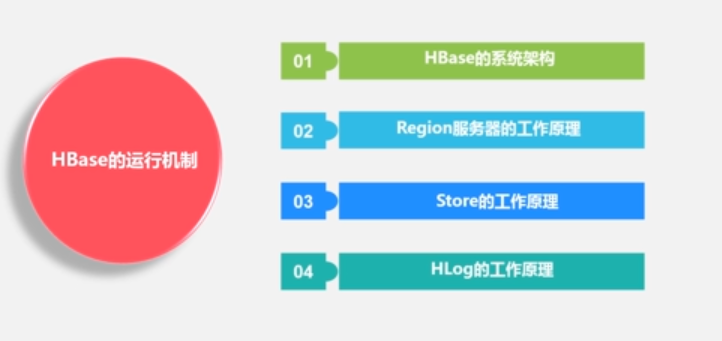 HBase的运行机制
01
HBase的系统架构
02
Region服务器的工作原理
03
Store的工作原理
04
HLog的工作原理